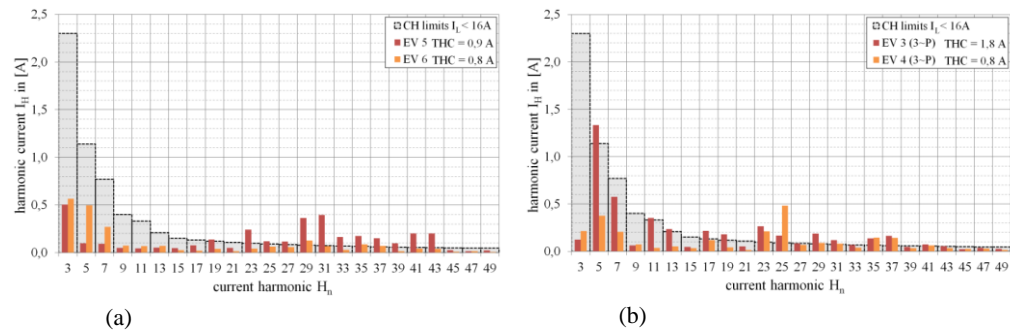 2,5
2,0
1,5
1,0
0,5
0,0
harmonic current I_H in [A]
CH limits I_L < 16A
EV 5 THC = 0,9 A
EV 6 THC = 0,8 A
3 5 7 9 11 13 15 17 19 21 23 25 27 29 31 33 35 37 39 41 43 45 47 49
current harmonic H_n
(a)
2,5
2,0
1,5
1,0
0,5
0,0
harmonic current I_H in [A]
CH limits I_L < 16A
EV 3 (3~P) THC = 1,8 A
EV 4 (3~P) THC = 0,8 A
3 5 7 9 11 13 15 17 19 21 23 25 27 29 31 33 35 37 39 41 43 45 47 49
current harmonic H_n
(b)